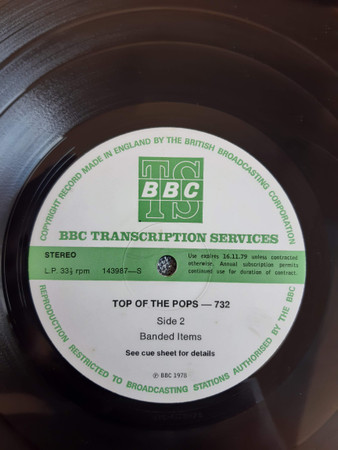 COPYRIGHT RECORD MADE IN ENGLAND BY THE BRITISH BROADCASTING CORPORATION
TS
BBC
BBC TRANSCRIPTION SERVICES
STEREO
L.P. 33⅓ rpm 143987—S
Use expires 16.11.79 unless contracted
otherwise. Annual subscription permits
continued use for duration of contract.
TOP OF THE POPS — 732
Side 2
Banded Items
See cue sheet for details
℗ BBC 1978
REPRODUCTION RESTRICTED TO BROADCASTING STATIONS AUTHORISED BY THE BBC